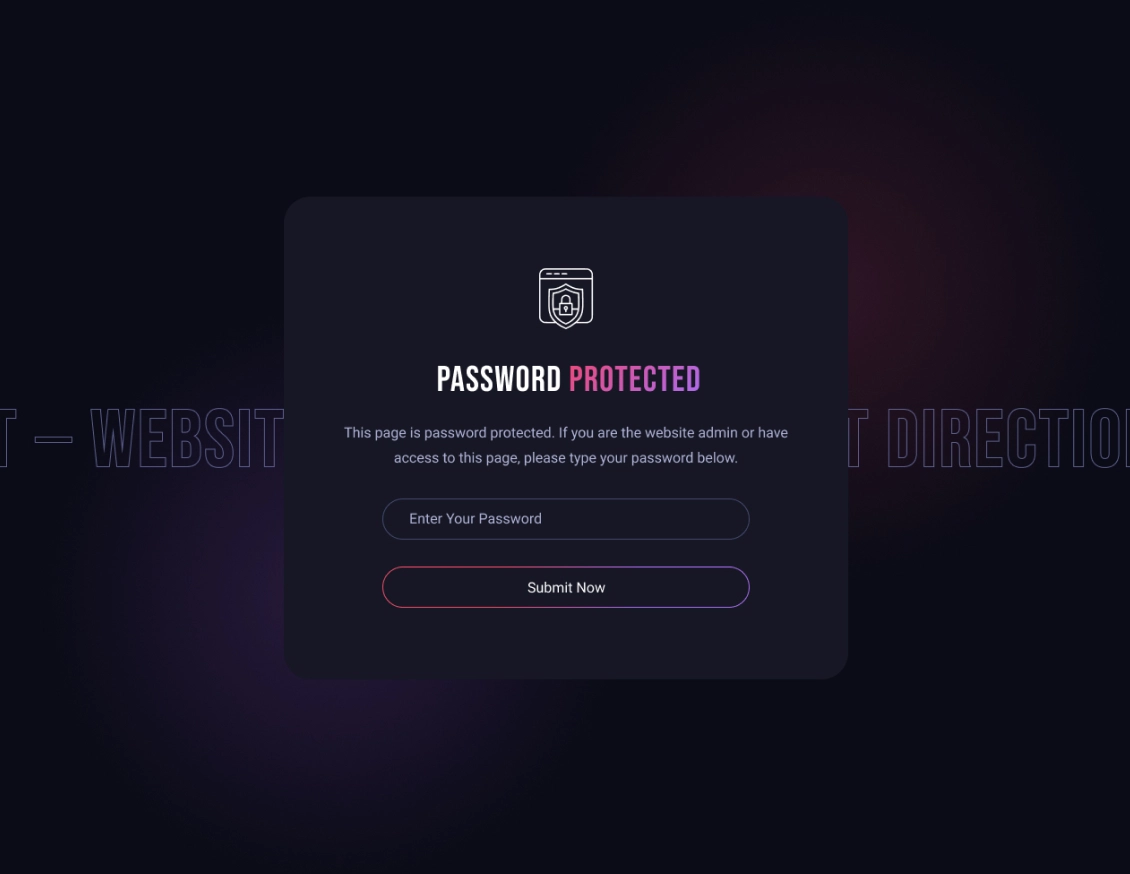 PASSWORD PROTECTED
This page is password protected. If you are the website admin or have
access to this page, please type your password below.
T — WEBSIT
T DIRECTIO
Enter Your Password
Submit Now